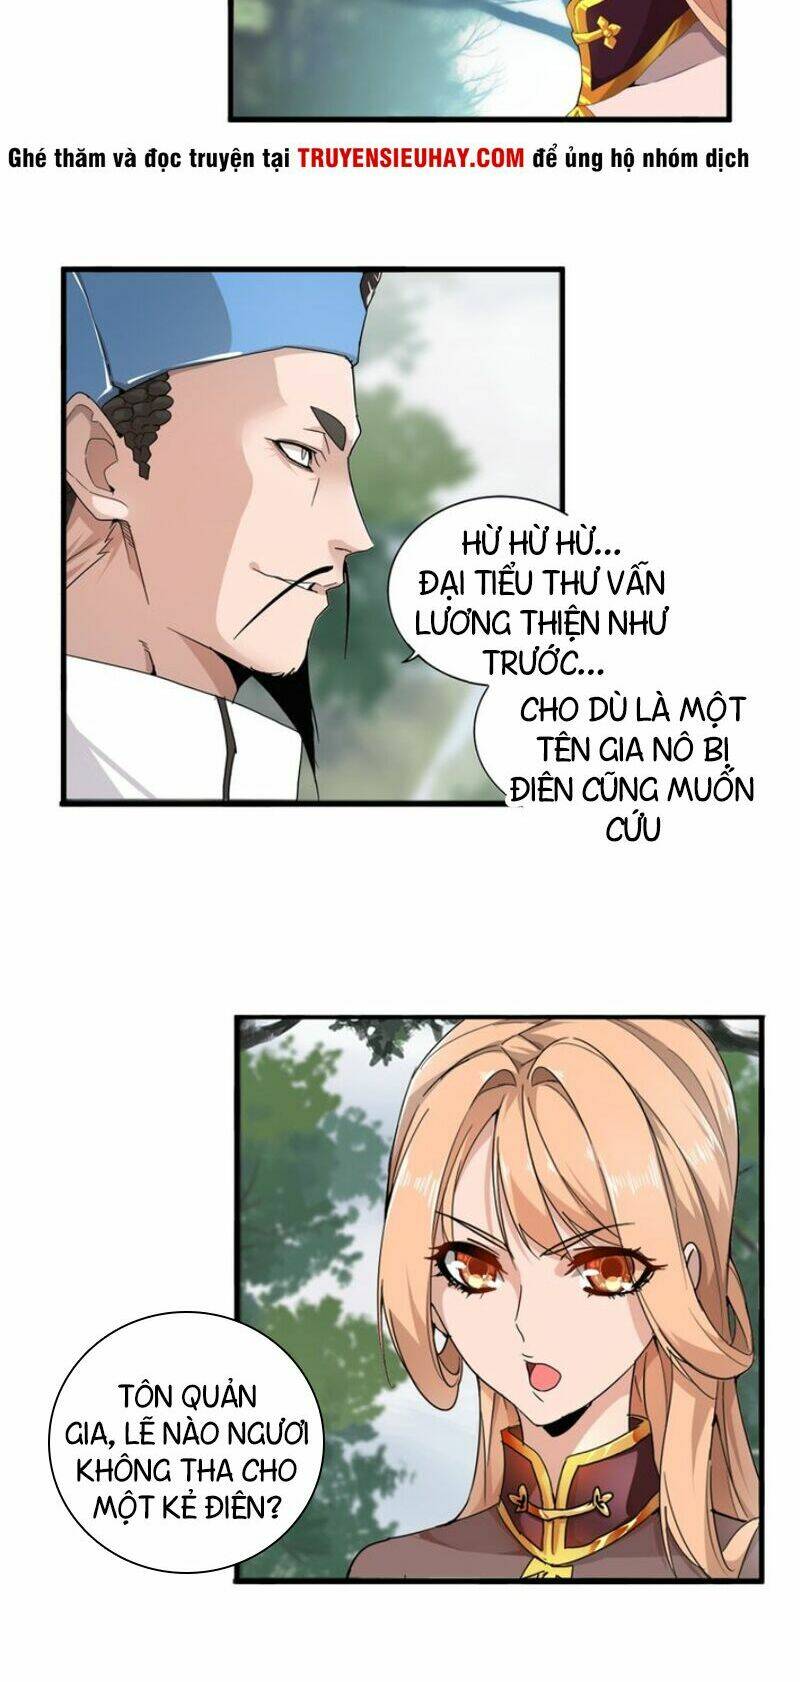 Ghé thăm và đọc truyện tại TRUYENSIEUHAY.COM để ủng hộ nhóm dịch
HỪ HỪ HỪ...
ĐẠI TIỂU THƯ VẪN
LƯƠNG THIỆN NHƯ
TRƯỚC...
CHO DÙ LÀ MỘT
TÊN GIA NÔ BỊ
ĐIÊN CŨNG MUỐN
CỨU
TÔN QUẢN
GIA, LẼ NÀO NGƯƠI
KHÔNG THA CHO
MỘT KẺ ĐIÊN?